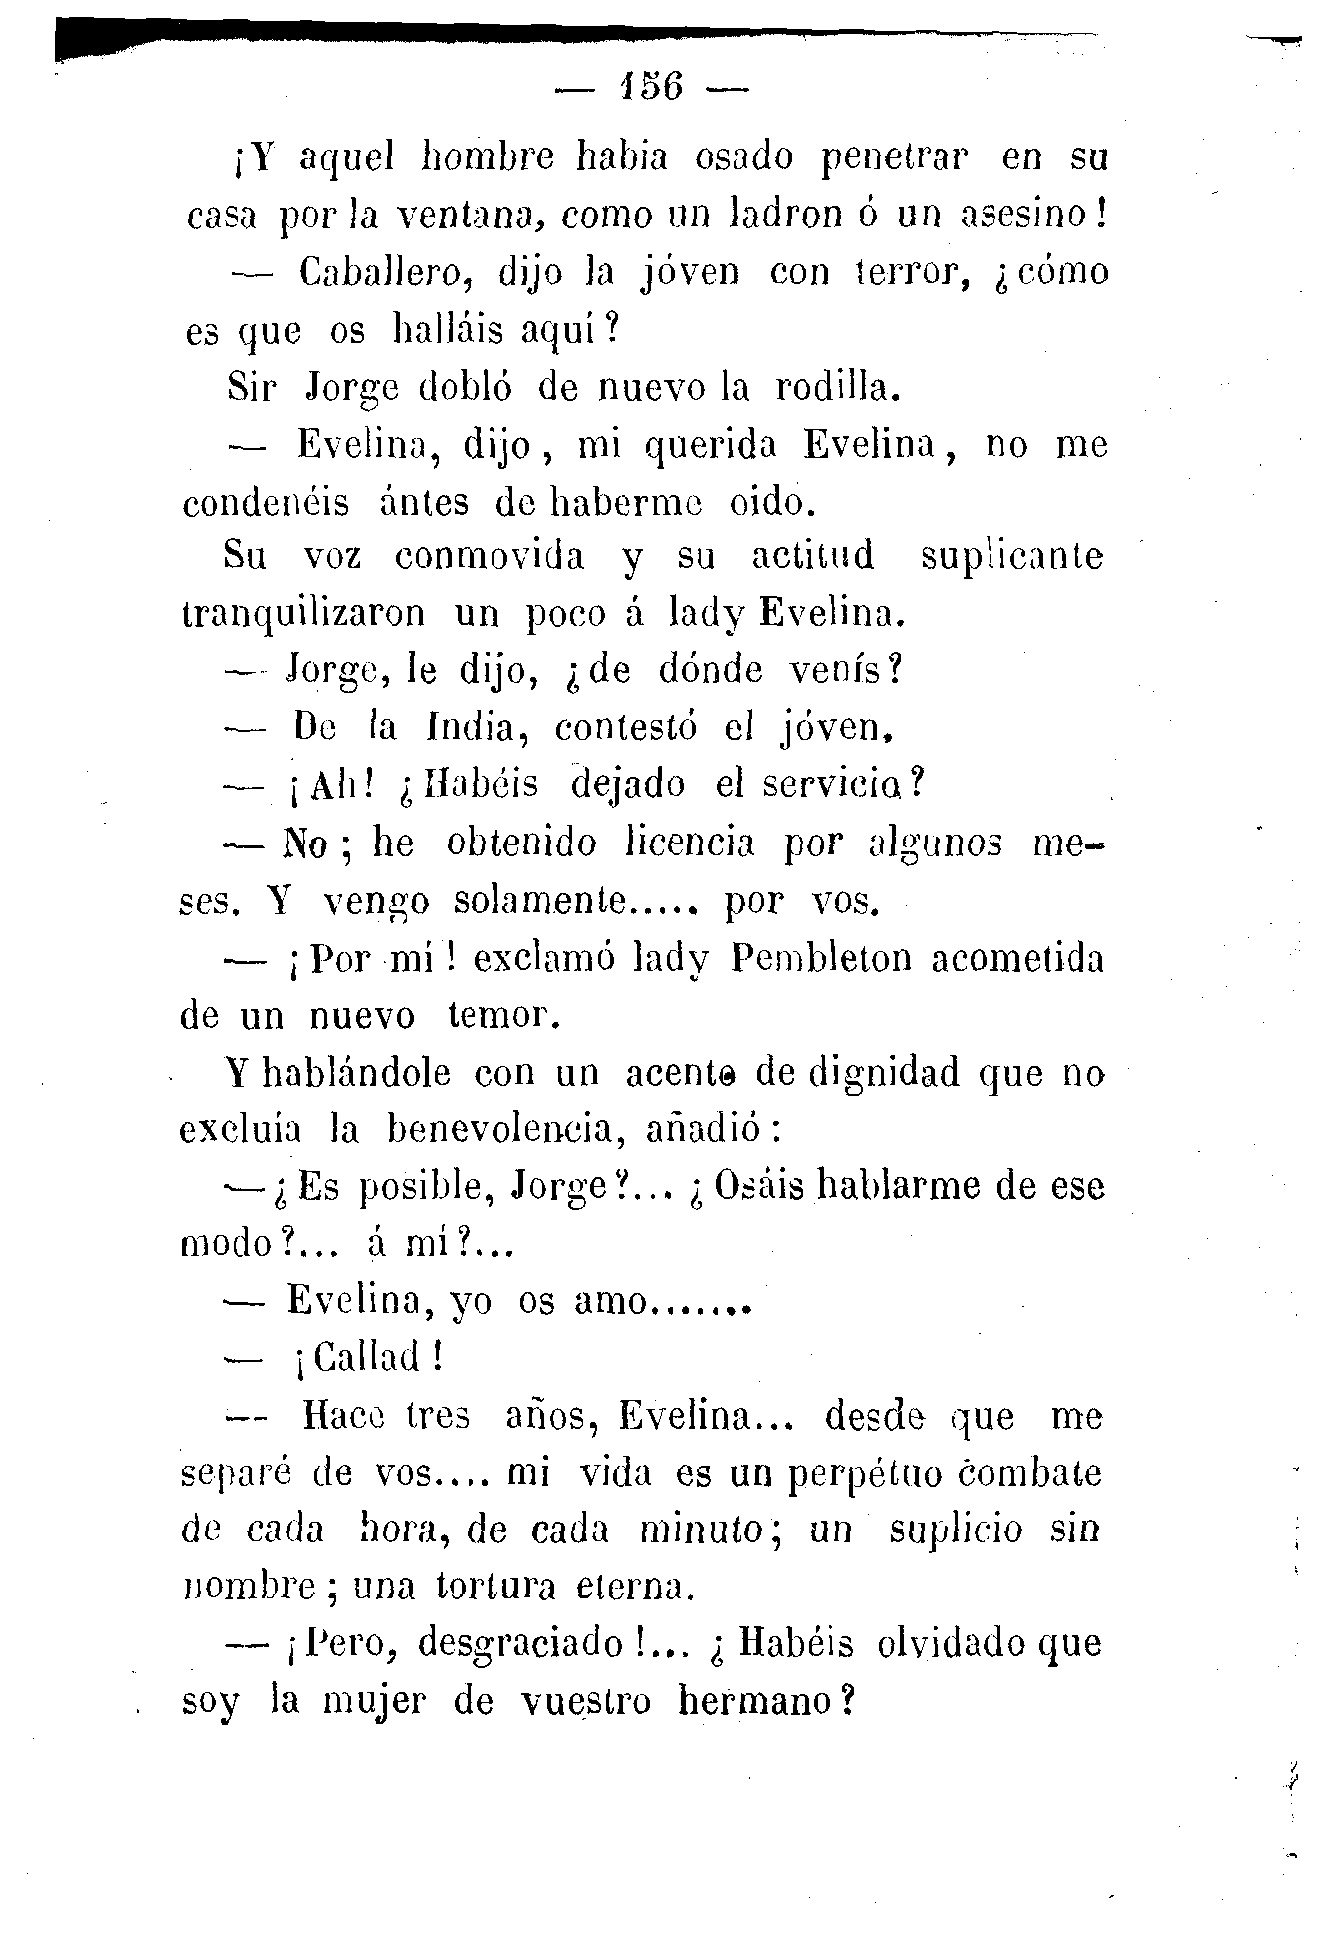 — 156 —
¡Y aquel hombre habia osado penetrar en su
casa por la ventana, como un ladron ó un asesino!
— Caballero, dijo la jóven con terror, ¿cómo
es que os halláis aquí?
Sir Jorge dobló de nuevo la rodilla.
— Evelina, dijo, mi querida Evelina, no me
condenéis ántes de haberme oido.
Su voz conmovida y su actitud suplicante
tranquilizaron un poco á lady Evelina.
— Jorge, le dijo, ¿de dónde venís?
— De la India, contestó el jóven.
— ¡Ah! ¿Habéis dejado el servicio?
— No; he obtenido licencia por algunos me-
ses. Y vengo solamente..... por vos.
— ¡Por mí! exclamó lady Pembleton acometida
de un nuevo temor.
Y hablándole con un acento de dignidad que no
excluía la benevolencia, añadió:
— ¿Es posible, Jorge?... ¿Osáis hablarme de ese
modo?... á mí?...
— Evelina, yo os amo.......
— ¡Callad!
— Hace tres años, Evelina... desde que me
separé de vos.... mi vida es un perpétuo combate
de cada hora, de cada minuto; un suplicio sin
nombre; una tortura eterna.
— ¡Pero, desgraciado!... ¿Habéis olvidado que
soy la mujer de vuestro hermano?